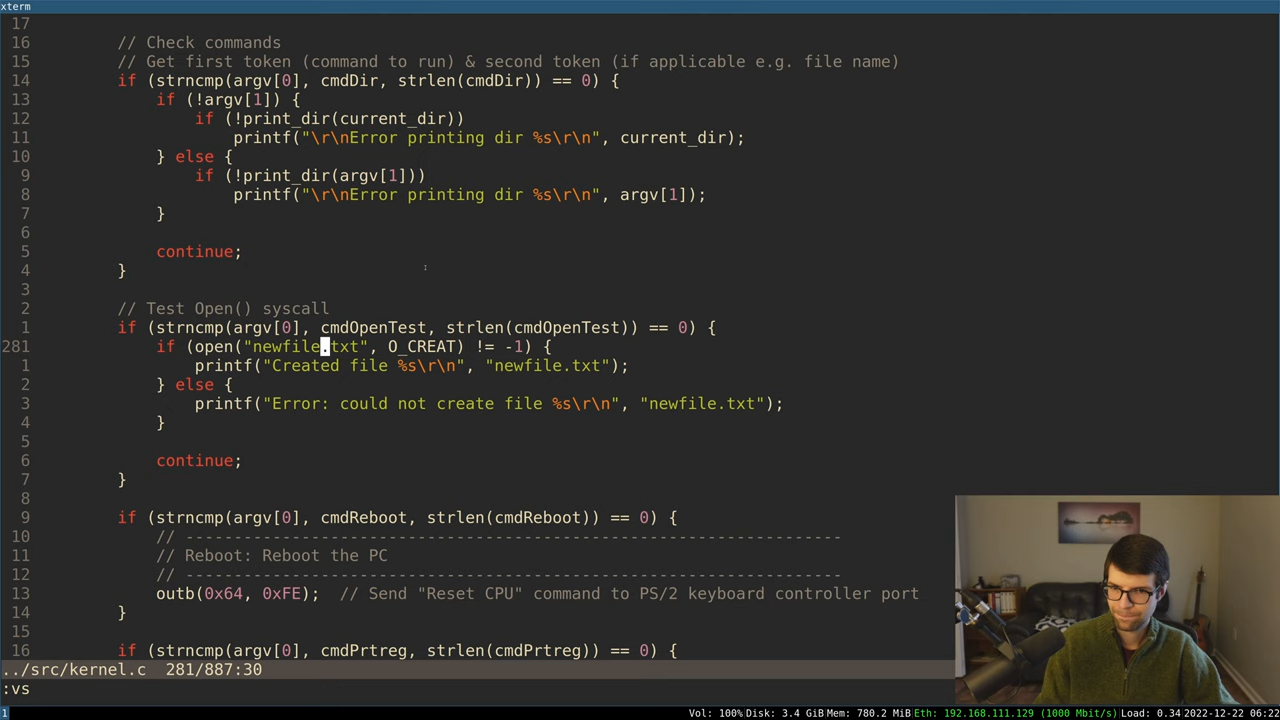 xterm
17
16 // Check commands
15 // Get first token (command to run) & second token (if applicable e.g. file name)
14 if (strncmp(argv[0], cmdDir, strlen(cmdDir)) == 0) {
13 if (!argv[1]) {
12 if (!print_dir(current_dir))
11 printf("\r\nError printing dir %s\r\n", current_dir);
10 } else {
9 if (!print_dir(argv[1]))
8 printf("\r\nError printing dir %s\r\n", argv[1]);
7 }
6
5 continue;
4 }
3
2 // Test Open() syscall
1 if (strncmp(argv[0], cmdOpenTest, strlen(cmdOpenTest)) == 0) {
281 if (open("newfile.txt", O_CREAT) != -1) {
1 printf("Created file %s\r\n", "newfile.txt");
2 } else {
3 printf("Error: could not create file %s\r\n", "newfile.txt");
4 }
5
6 continue;
7 }
8
9 if (strncmp(argv[0], cmdReboot, strlen(cmdReboot)) == 0) {
10 // -----------------------------------------------------------------------
11 // Reboot: Reboot the PC
12 // -----------------------------------------------------------------------
13 outb(0x64, 0xFE); // Send "Reset CPU" command to PS/2 keyboard controller port
14 }
15
16 if (strncmp(argv[0], cmdPrtreg, strlen(cmdPrtreg)) == 0) {
../src/kernel.c 281/887:30
:vs
1 Vol: 100% Disk: 3.4 GiB Mem: 780.2 MiB Eth: 192.168.111.129 (1000 Mbit/s) Load: 0.34 2022-12-22 06:22